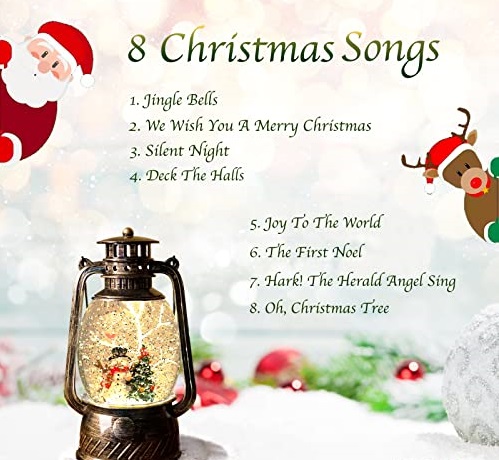 8 Christmas Songs
1. Jingle Bells
2. We Wish You A Merry Christmas
3. Silent Night
4. Deck The Halls
5. Joy To The World
6. The First Noel
7. Hark! The Herald Angel Sing
8. Oh, Christmas Tree